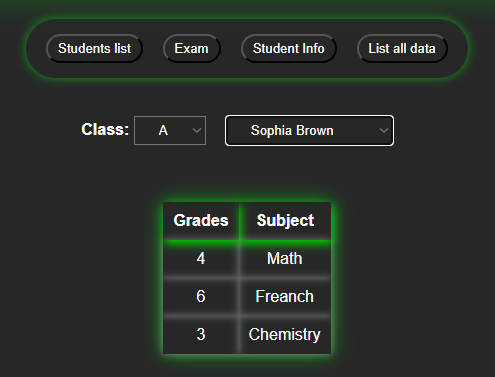 Students list Exam Student Info List all data
Class: A Sophia Brown
Grades Subject
4 Math
6 Freanch
3 Chemistry